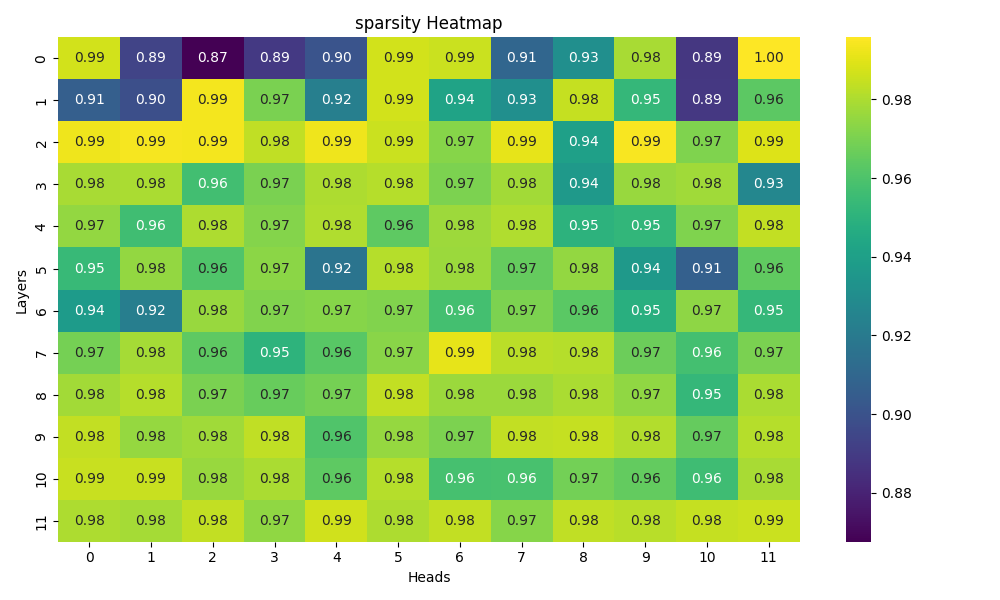 sparsity Heatmap
0 0.99 0.89 0.87 0.89 0.90 0.99 0.99 0.91 0.93 0.98 0.89 1.00
1 0.91 0.90 0.99 0.97 0.92 0.99 0.94 0.93 0.98 0.95 0.89 0.96
2 0.99 0.99 0.99 0.98 0.99 0.99 0.97 0.99 0.94 0.99 0.97 0.99
3 0.98 0.98 0.96 0.97 0.98 0.98 0.97 0.98 0.94 0.98 0.98 0.93
4 0.97 0.96 0.98 0.97 0.98 0.96 0.98 0.98 0.95 0.95 0.97 0.98
5 0.95 0.98 0.96 0.97 0.92 0.98 0.98 0.97 0.98 0.94 0.91 0.96
6 0.94 0.92 0.98 0.97 0.97 0.97 0.96 0.97 0.96 0.95 0.97 0.95
7 0.97 0.98 0.96 0.95 0.96 0.97 0.99 0.98 0.98 0.97 0.96 0.97
8 0.98 0.98 0.97 0.97 0.97 0.98 0.98 0.98 0.98 0.97 0.95 0.98
9 0.98 0.98 0.98 0.98 0.96 0.98 0.97 0.98 0.98 0.98 0.97 0.98
10 0.99 0.99 0.98 0.98 0.96 0.98 0.96 0.96 0.97 0.96 0.96 0.98
11 0.98 0.98 0.98 0.97 0.99 0.98 0.98 0.97 0.98 0.98 0.98 0.99
0 1 2 3 4 5 6 7 8 9 10 11
Heads
Layers
0.98
0.96
0.94
0.92
0.90
0.88